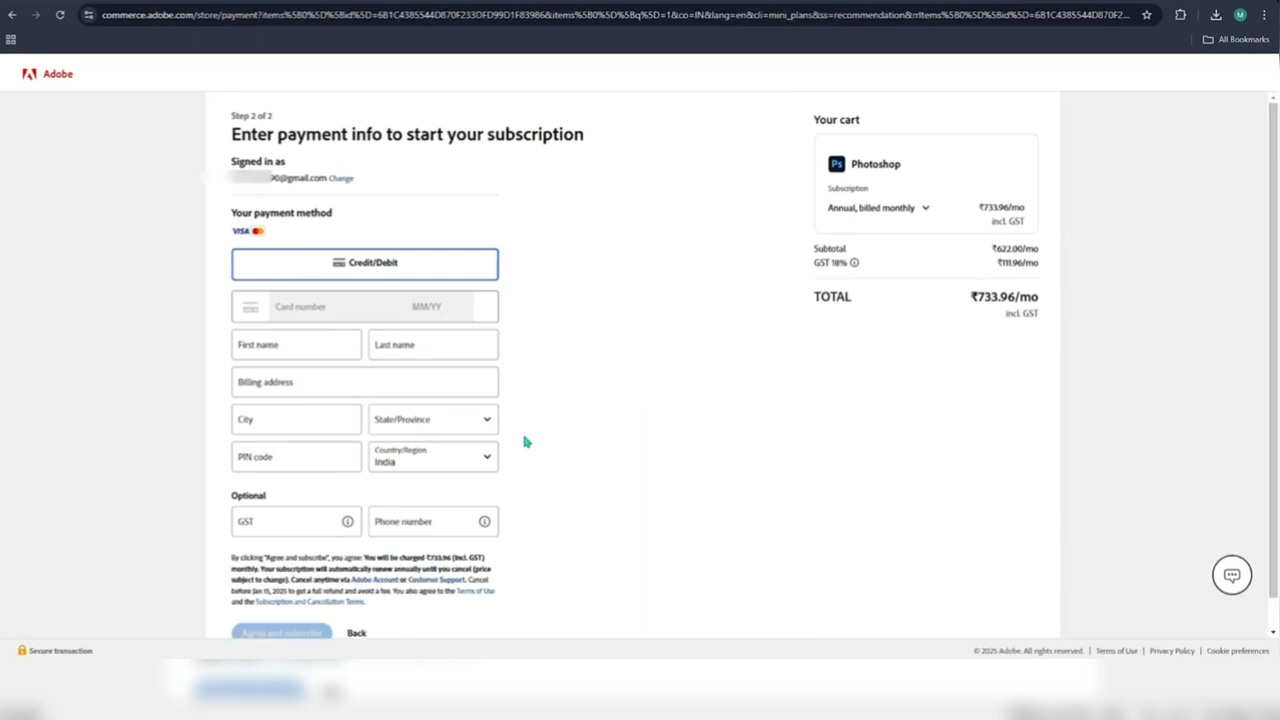 commerce.adobe.com/store/payment?items%5B0%5D%5Bid%5D=6B1C4385544D870F233DFD99D1F83986&items%5B0%5D%5Bq%5D=1&co=IN&lang=en&cli=mini_plans&ss=recommendation&rrItems%5B0%5D%5Bid%5D=6B1C4385544D870F2...
M
All Bookmarks
Adobe
Step 2 of 2
Enter payment info to start your subscription
Signed in as
90@gmail.com Change
Your payment method
VISA
Credit/Debit
Card number MM/YY
First name Last name
Billing address
City State/Province
PIN code Country/Region
India
Optional
GST Phone number
By clicking "Agree and subscribe", you agree: You will be charged ₹733.96 (incl. GST)
monthly. Your subscription will automatically renew annually until you cancel (price
subject to change). Cancel anytime via Adobe Account or Customer Support. Cancel
before Jan 15, 2025 to get a full refund and avoid a fee. You also agree to the Terms of Use
and the Subscription and Cancellation Terms.
Agree and subscribe Back
Your cart
Ps Photoshop
Subscription
Annual, billed monthly ₹733.96/mo
incl. GST
Subtotal ₹622.00/mo
GST 18% ₹111.96/mo
TOTAL ₹733.96/mo
incl. GST
Secure transaction
© 2025 Adobe. All rights reserved. | Terms of Use | Privacy Policy | Cookie preferences